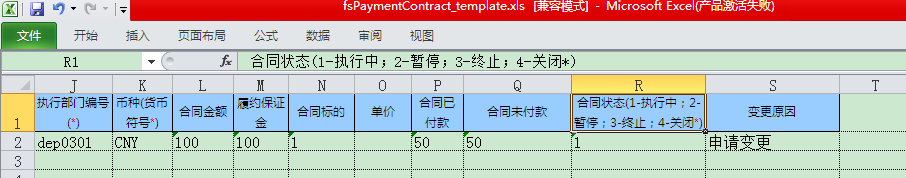 fsPaymentContract_template.xls [兼容模式] - Microsoft Excel(产品激活失败)
文件 开始 插入 页面布局 公式 数据 审阅 视图
R1 fx 合同状态(1-执行中；2-暂停；3-终止；4-关闭*)
J K L M N O P Q R S T
1 执行部门编号(*) 币种(货币符号*) 合同金额 履约保证金 合同标的 单价 合同已付款 合同未付款 合同状态(1-执行中；2-暂停；3-终止；4-关闭*) 变更原因
2 dep0301 CNY 100 100 1 50 50 1 申请变更
3